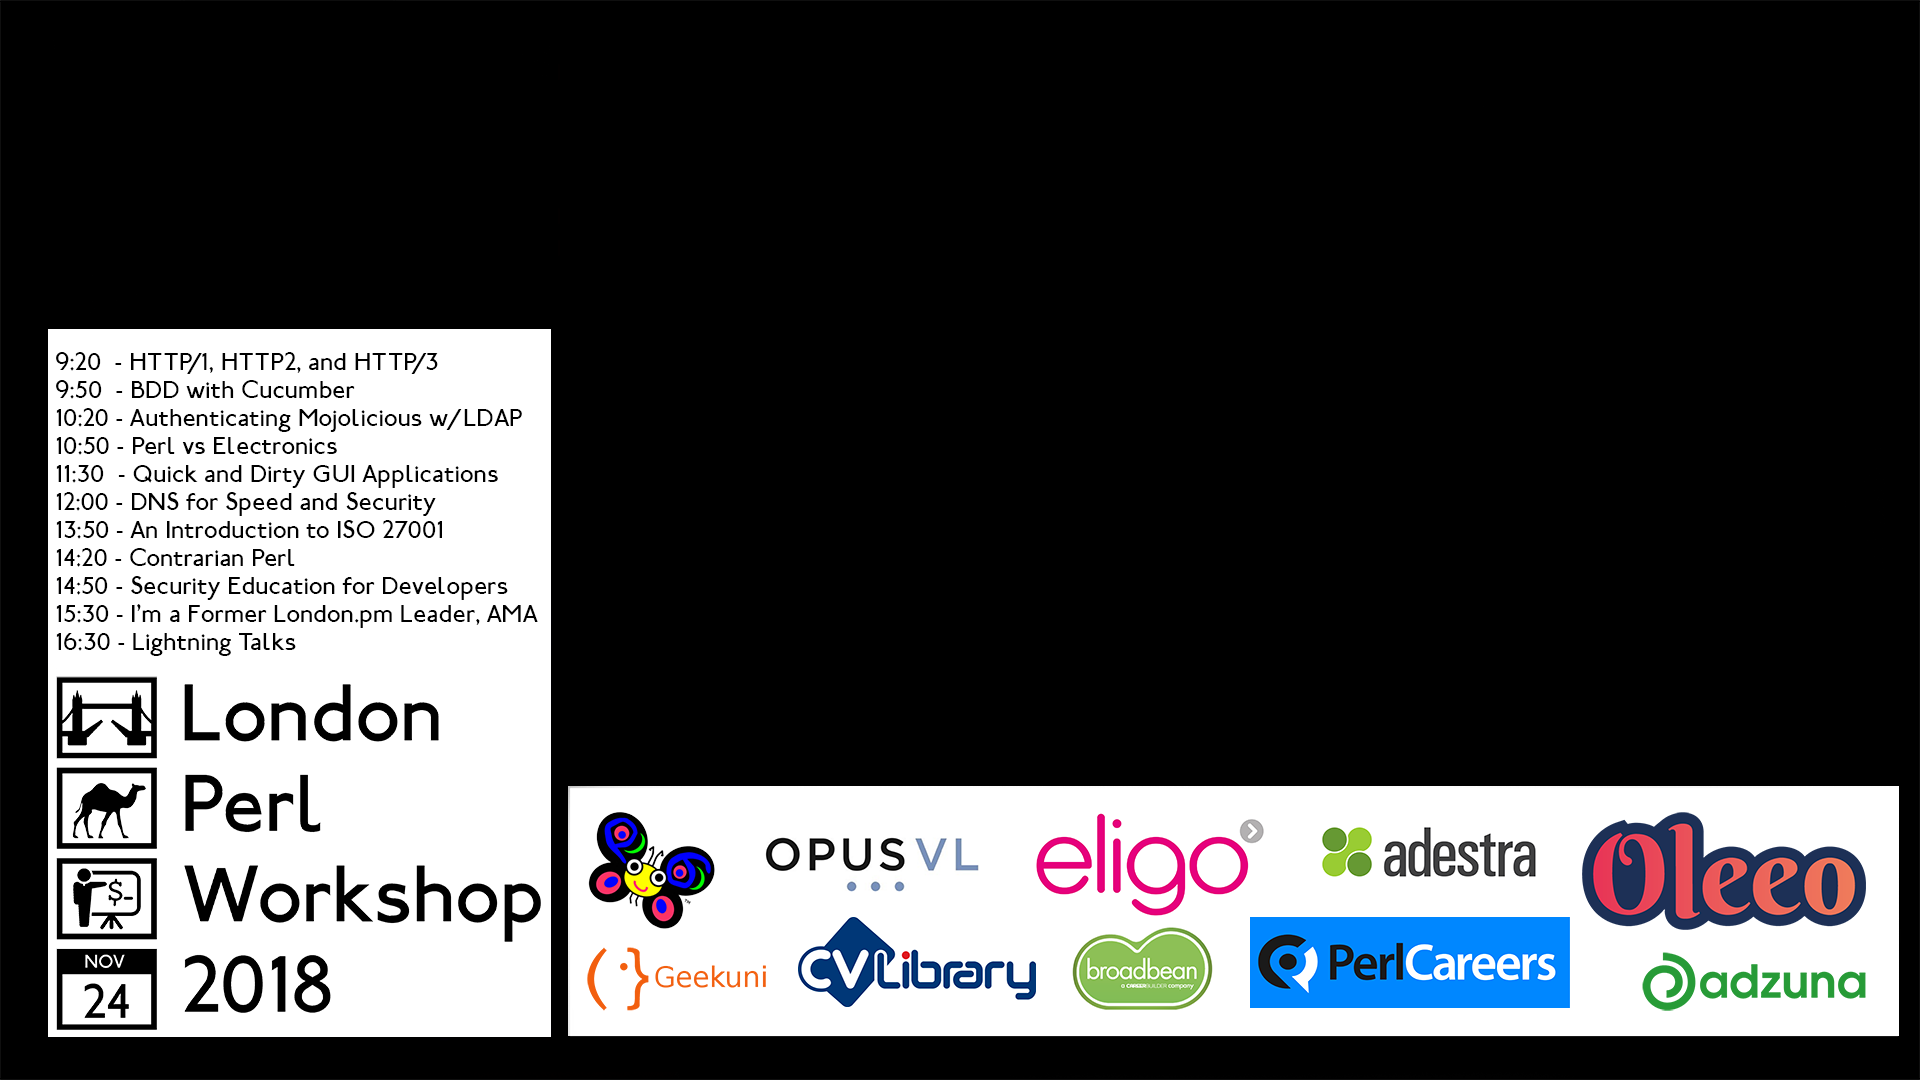 9:20 - HTTP/1, HTTP2, and HTTP/3
9:50 - BDD with Cucumber
10:20 - Authenticating Mojolicious w/LDAP
10:50 - Perl vs Electronics
11:30 - Quick and Dirty GUI Applications
12:00 - DNS for Speed and Security
13:50 - An Introduction to ISO 27001
14:20 - Contrarian Perl
14:50 - Security Education for Developers
15:30 - I'm a Former London.pm Leader, AMA
16:30 - Lightning Talks
London
Perl
$-
Workshop
NOV
24
2018
OPUS VL
eligo
adestra
Oleeo
Geekuni
CVLibrary
broadbean
a CAREERBUILDER company
PerlCareers
adzuna